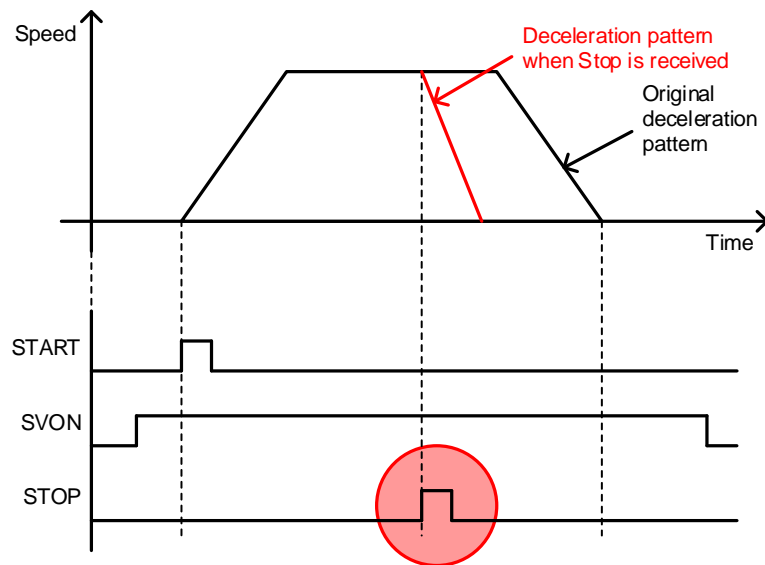 Speed
Deceleration pattern
when Stop is received
Original
deceleration
pattern
Time
START
SVON
STOP